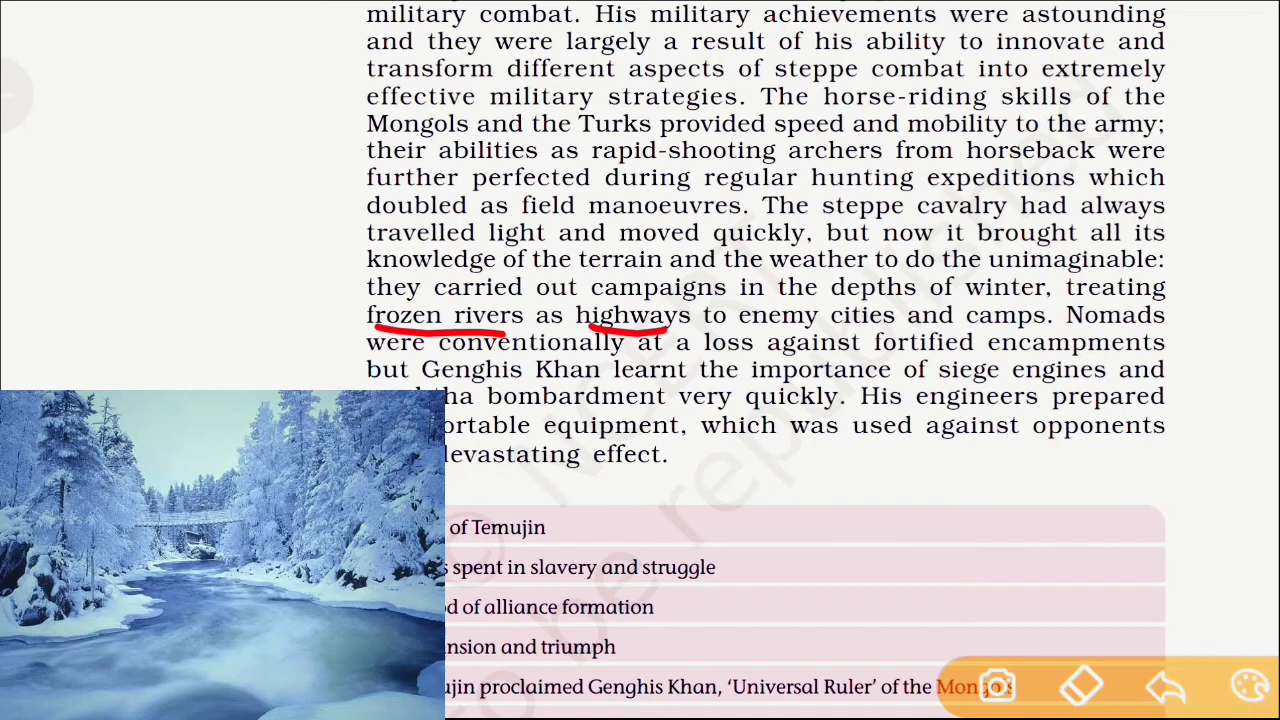 military combat. His military achievements were astounding
and they were largely a result of his ability to innovate and
transform different aspects of steppe combat into extremely
effective military strategies. The horse-riding skills of the
Mongols and the Turks provided speed and mobility to the army;
their abilities as rapid-shooting archers from horseback were
further perfected during regular hunting expeditions which
doubled as field manoeuvres. The steppe cavalry had always
travelled light and moved quickly, but now it brought all its
knowledge of the terrain and the weather to do the unimaginable:
they carried out campaigns in the depths of winter, treating
frozen rivers as highways to enemy cities and camps. Nomads
were conventionally at a loss against fortified encampments
but Genghis Khan learnt the importance of siege engines and
bombardment very quickly. His engineers prepared
equipment, which was used against opponents
effect.
of Temujin
spent in slavery and struggle
of alliance formation
and triumph
proclaimed Genghis Khan, ‘Universal Ruler’ of the Mongols
© NCERT
to be republished